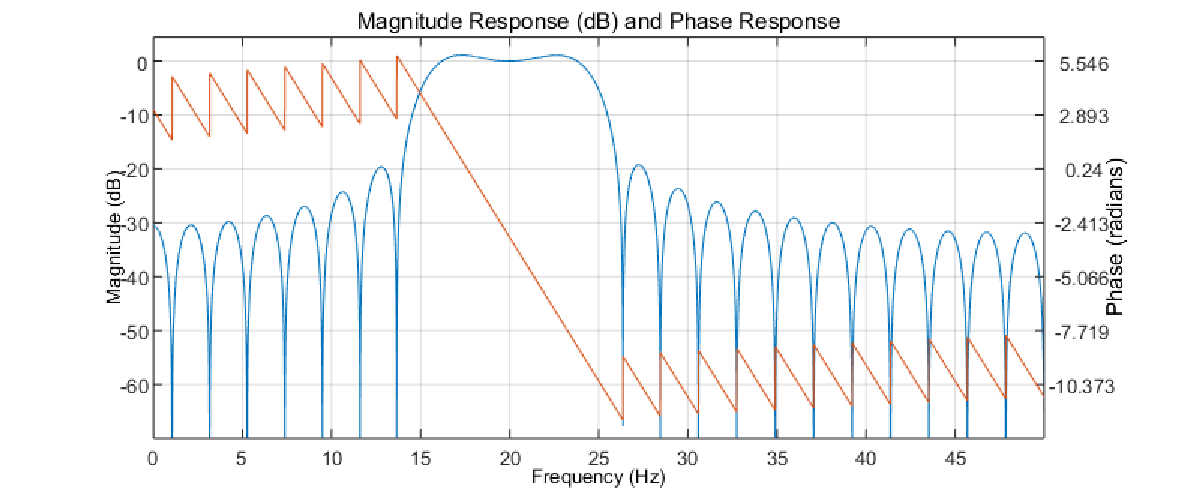 Magnitude Response (dB) and Phase Response
0
-10
-20
-30
-40
-50
-60
Magnitude (dB)
5.546
2.893
0.24
-2.413
-5.066
-7.719
-10.373
Phase (radians)
0 5 10 15 20 25 30 35 40 45
Frequency (Hz)